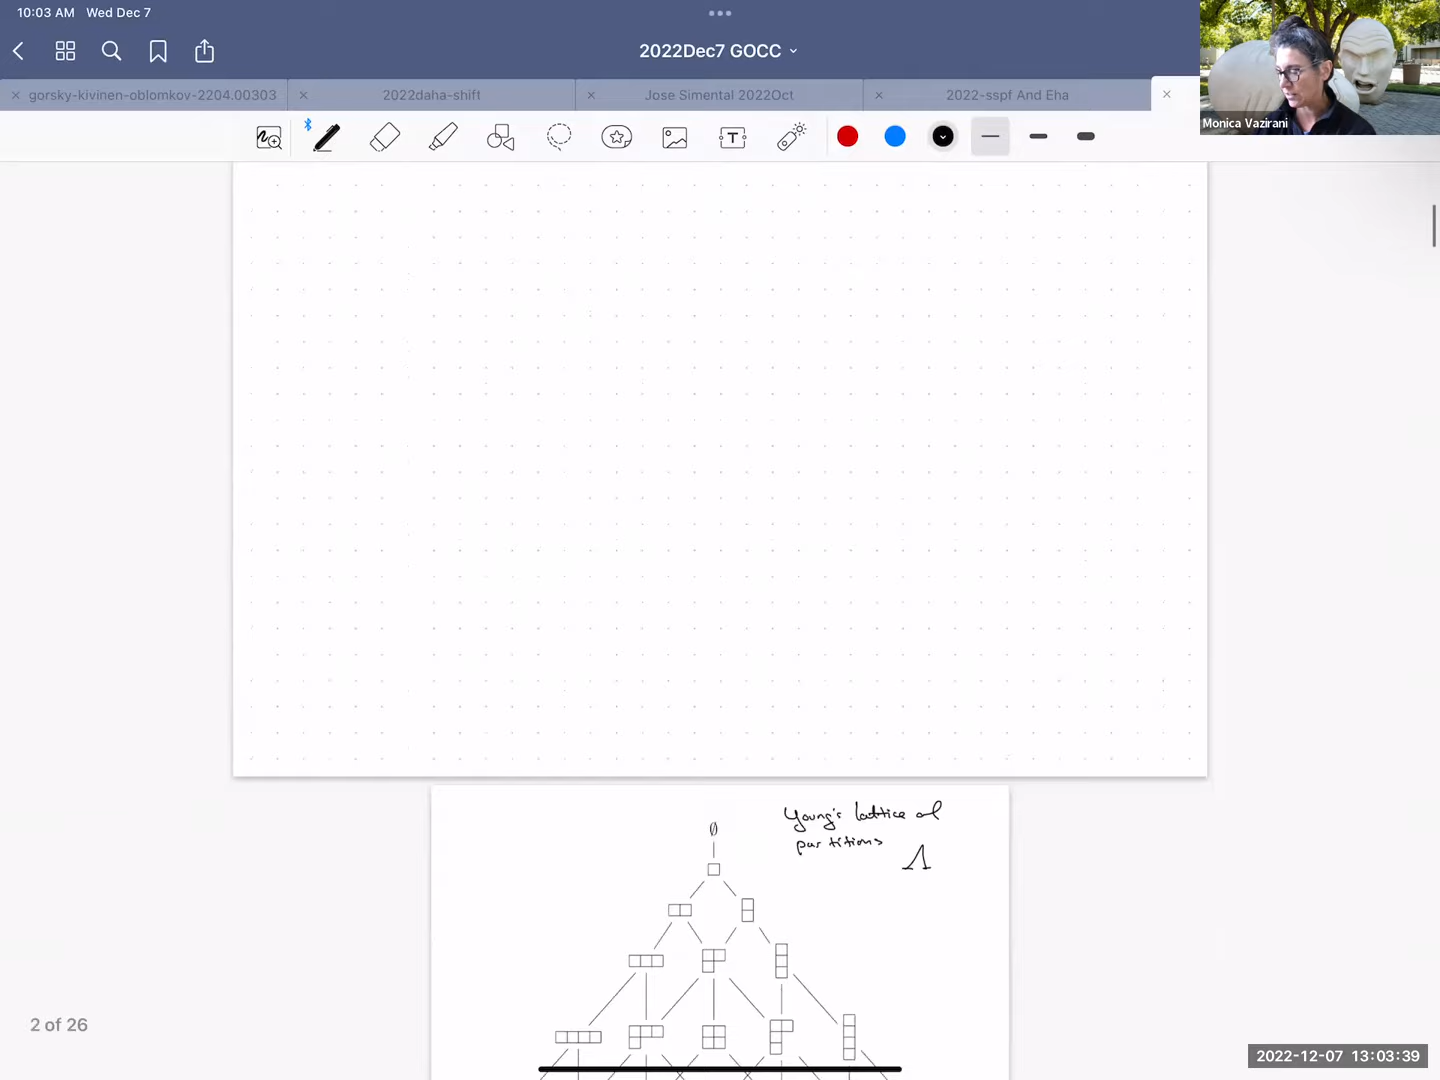 10:03 AM Wed Dec 7
2022Dec7 GOCC
gorsky-kivinen-oblomkov-2204.00303
2022daha-shift
Jose Simental 2022Oct
2022-sspf And Eha
Monica Vazirani
T
Young's lattice of
partitions
Λ
∅
2 of 26
2022-12-07 13:03:39